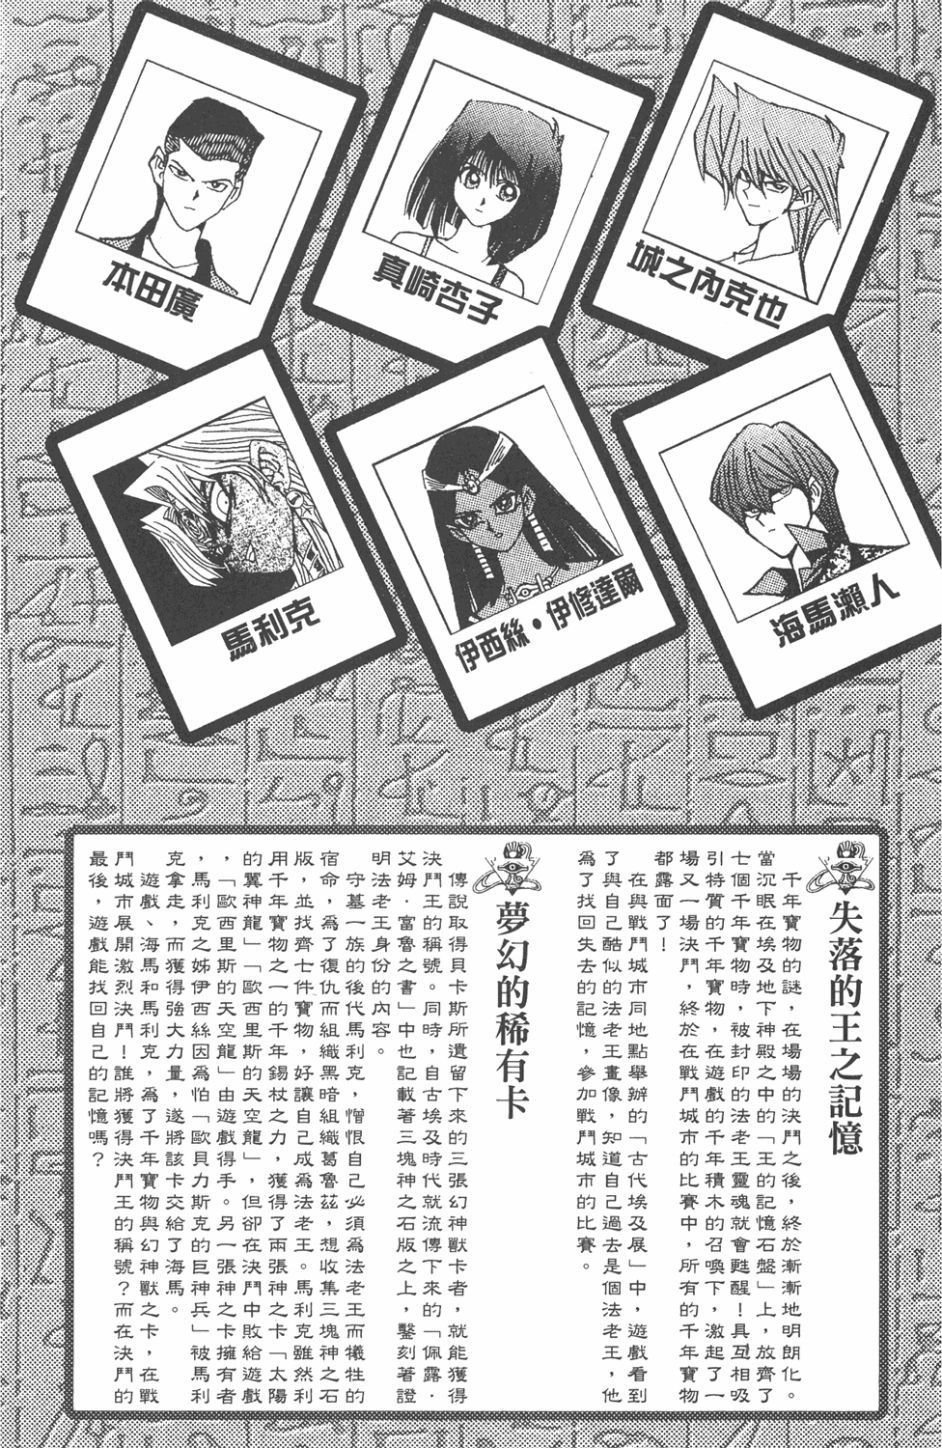 城之內克也
真崎杏子
本田廣
海馬瀨人
伊西絲・伊修達爾
馬利克
失落的王之記憶
千年寶物的謎，在場場的決鬥之後，終於漸漸地明朗化。
當沉眠在埃及地下神殿之中的「王的記憶石盤」上，放齊了
七個千年寶物時，被封印的法老王靈魂就會甦醒！具互相吸
引特質的千年寶物，在遊戲的千年積木的召喚下，激起了一
場又一場決鬥，終於在戰鬥城市的比賽中，所有的千年寶物
都露面了！
在與戰鬥城市同地點舉辦的「古代埃及展」中，遊戲看到
了與自己酷似的法老王畫像，知道自己過去是個法老王，他
爲了找回失去的記憶，參加戰鬥城市的比賽。
夢幻的稀有卡
傳說取得貝卡斯所遺留下來的三張幻神獸卡者，就能獲得
決鬥王的稱號。同時，自古埃及時代就流傳下來的「佩露．
艾姆．富魯之書」中也記載著三塊神之石版之上，鑿刻著證
明法老王身份的內容。
守墓一族的後代馬利克，憎恨自己必須爲法老王而犧牲的
宿命，爲了復仇而組織黑暗組織葛魯茲，想收集三塊神之石
版，並找齊七件寶物，好讓自己成爲法老王。馬利克雖然利
用千年寶物之一的千年錫杖之力，獲得了兩張神之卡「太陽
的翼神龍」「歐西里斯的天空龍」，但卻在決鬥中敗給遊戲
，「歐西里斯的天空龍」由遊戲得手。另一張神之卡擁有者
，馬利克之姊伊西絲因爲怕「歐貝力斯克的巨神兵」被馬利
克拿走，而獲得強大力量，遂將該卡交給了海馬。
遊戲、海馬和馬利克，爲了千年寶物與幻神獸之卡，在戰
鬥城市展開激烈決鬥！誰將獲得決鬥王的稱號？而在決鬥的
最後，遊戲能找回自己的記憶嗎？